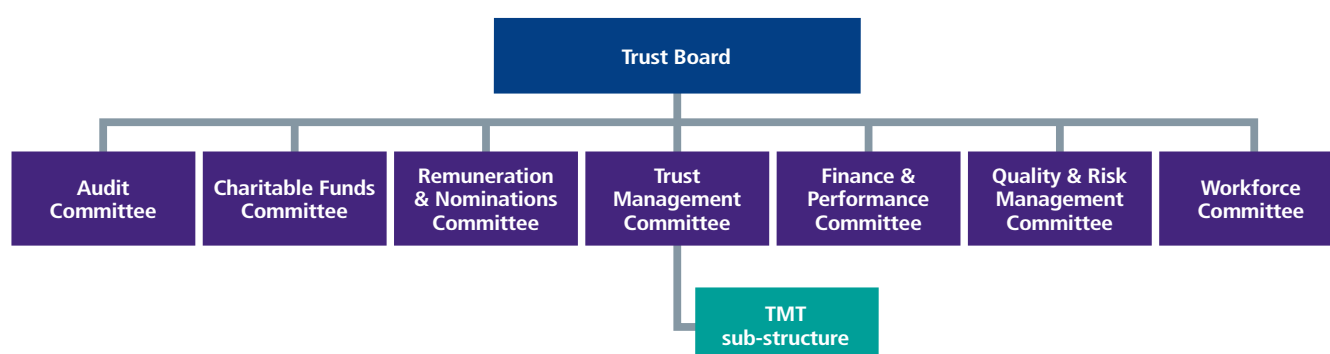 Trust Board
Audit
Committee
Charitable Funds
Committee
Remuneration
& Nominations
Committee
Trust
Management
Committee
Finance &
Performance
Committee
Quality & Risk
Management
Committee
Workforce
Committee
TMT
sub-structure